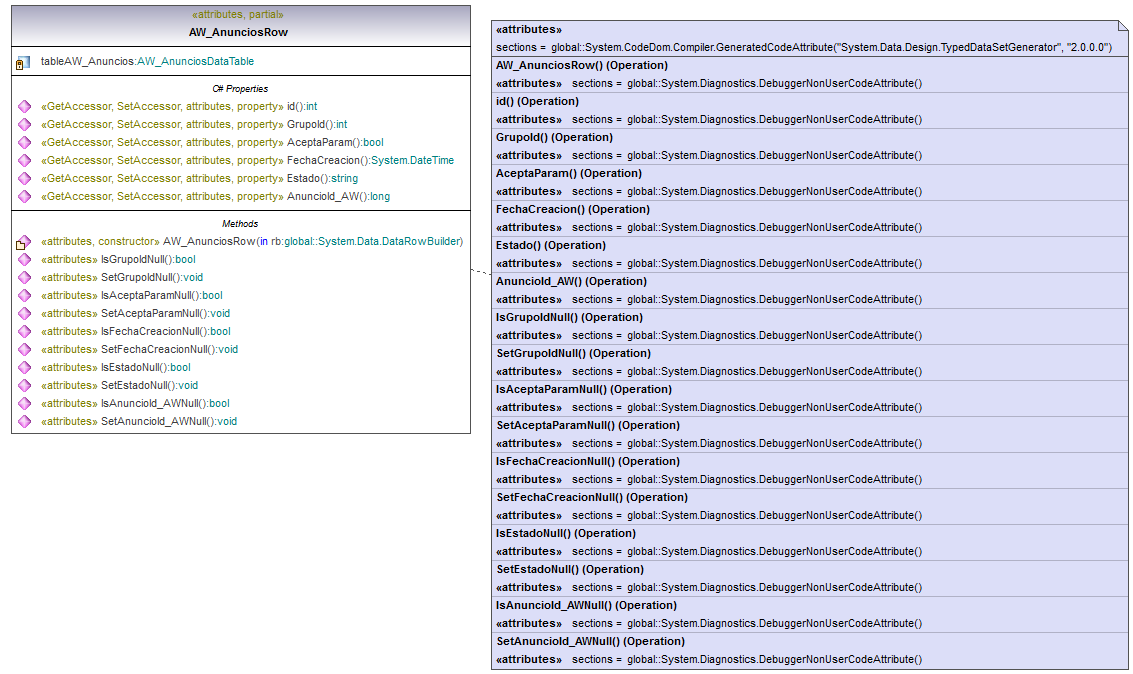 «attributes, partial»
AW_AnunciosRow
tableAW_Anuncios:AW_AnunciosDataTable
C# Properties
«GetAccessor, SetAccessor, attributes, property» id():int
«GetAccessor, SetAccessor, attributes, property» GrupoId():int
«GetAccessor, SetAccessor, attributes, property» AceptaParam():bool
«GetAccessor, SetAccessor, attributes, property» FechaCreacion():System.DateTime
«GetAccessor, SetAccessor, attributes, property» Estado():string
«GetAccessor, SetAccessor, attributes, property» AnuncioId_AW():long
Methods
«attributes, constructor» AW_AnunciosRow(in rb:global::System.Data.DataRowBuilder)
«attributes» IsGrupoIdNull():bool
«attributes» SetGrupoIdNull():void
«attributes» IsAceptaParamNull():bool
«attributes» SetAceptaParamNull():void
«attributes» IsFechaCreacionNull():bool
«attributes» SetFechaCreacionNull():void
«attributes» IsEstadoNull():bool
«attributes» SetEstadoNull():void
«attributes» IsAnuncioId_AWNull():bool
«attributes» SetAnuncioId_AWNull():void
«attributes»
sections = global::System.CodeDom.Compiler.GeneratedCodeAttribute("System.Data.Design.TypedDataSetGenerator", "2.0.0.0")
AW_AnunciosRow() (Operation)
«attributes» sections = global::System.Diagnostics.DebuggerNonUserCodeAttribute()
id() (Operation)
«attributes» sections = global::System.Diagnostics.DebuggerNonUserCodeAttribute()
GrupoId() (Operation)
«attributes» sections = global::System.Diagnostics.DebuggerNonUserCodeAttribute()
AceptaParam() (Operation)
«attributes» sections = global::System.Diagnostics.DebuggerNonUserCodeAttribute()
FechaCreacion() (Operation)
«attributes» sections = global::System.Diagnostics.DebuggerNonUserCodeAttribute()
Estado() (Operation)
«attributes» sections = global::System.Diagnostics.DebuggerNonUserCodeAttribute()
AnuncioId_AW() (Operation)
«attributes» sections = global::System.Diagnostics.DebuggerNonUserCodeAttribute()
IsGrupoIdNull() (Operation)
«attributes» sections = global::System.Diagnostics.DebuggerNonUserCodeAttribute()
SetGrupoIdNull() (Operation)
«attributes» sections = global::System.Diagnostics.DebuggerNonUserCodeAttribute()
IsAceptaParamNull() (Operation)
«attributes» sections = global::System.Diagnostics.DebuggerNonUserCodeAttribute()
SetAceptaParamNull() (Operation)
«attributes» sections = global::System.Diagnostics.DebuggerNonUserCodeAttribute()
IsFechaCreacionNull() (Operation)
«attributes» sections = global::System.Diagnostics.DebuggerNonUserCodeAttribute()
SetFechaCreacionNull() (Operation)
«attributes» sections = global::System.Diagnostics.DebuggerNonUserCodeAttribute()
IsEstadoNull() (Operation)
«attributes» sections = global::System.Diagnostics.DebuggerNonUserCodeAttribute()
SetEstadoNull() (Operation)
«attributes» sections = global::System.Diagnostics.DebuggerNonUserCodeAttribute()
IsAnuncioId_AWNull() (Operation)
«attributes» sections = global::System.Diagnostics.DebuggerNonUserCodeAttribute()
SetAnuncioId_AWNull() (Operation)
«attributes» sections = global::System.Diagnostics.DebuggerNonUserCodeAttribute()